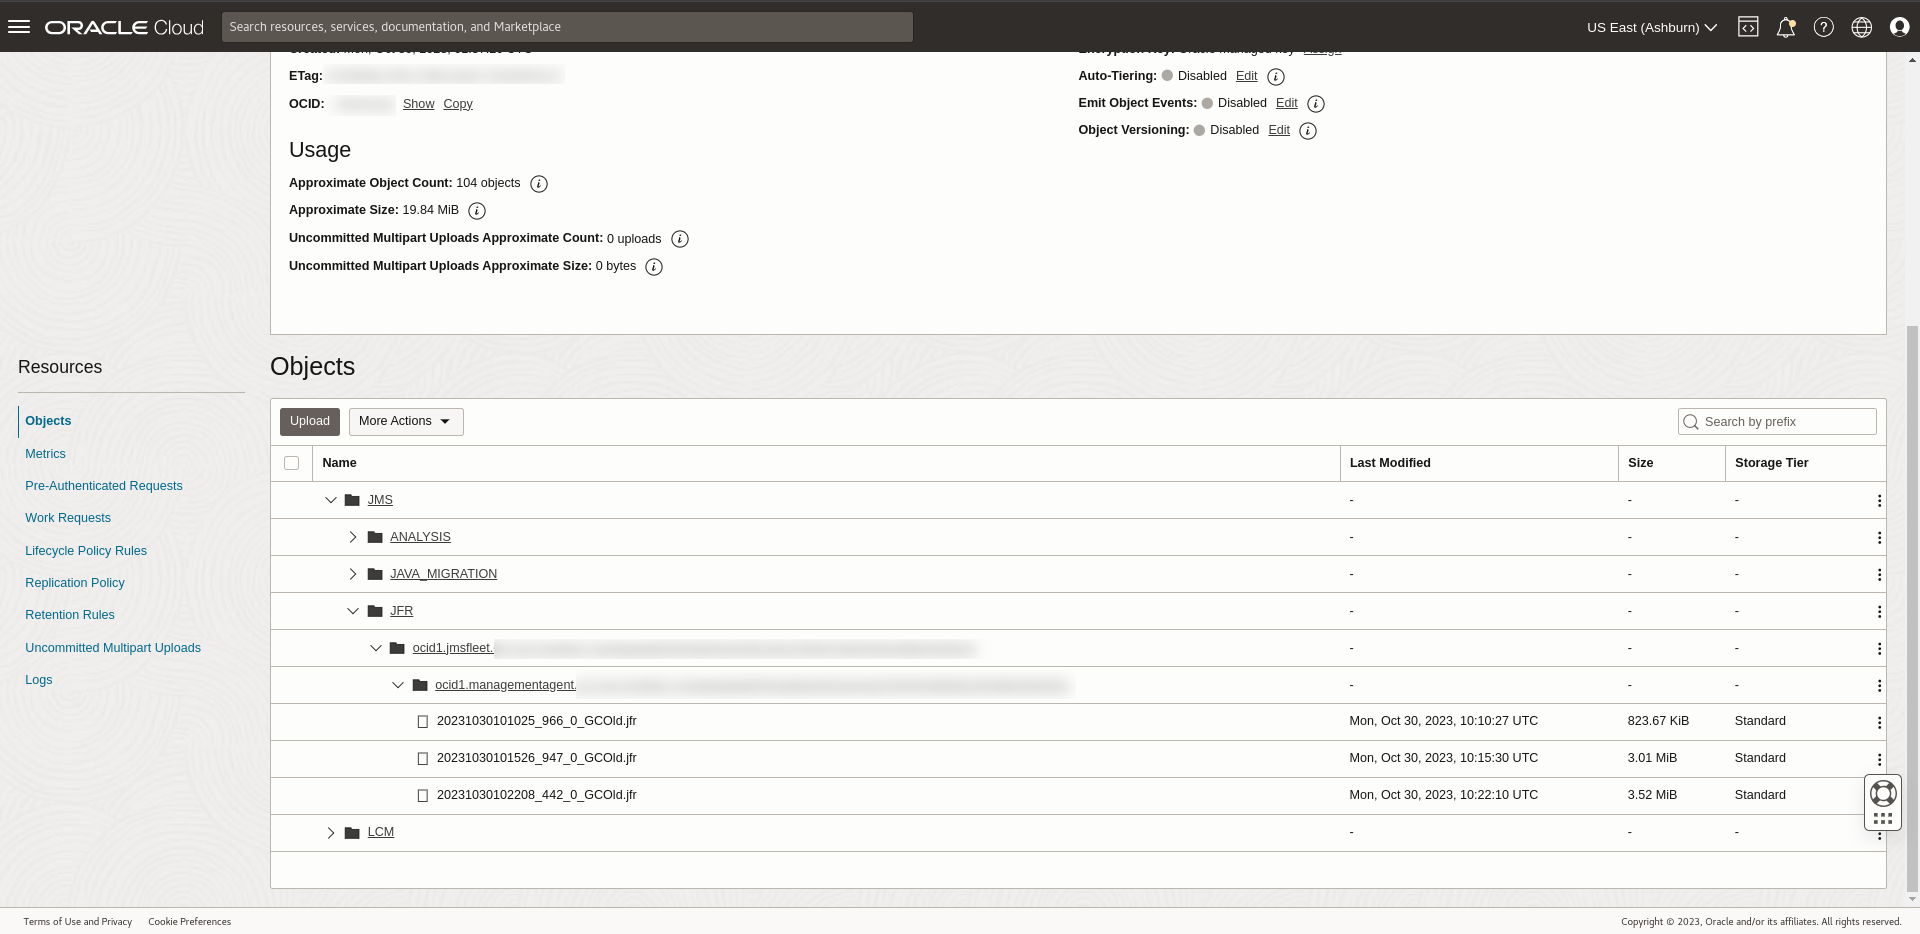 ORACLE Cloud
Search resources, services, documentation, and Marketplace
US East (Ashburn)
ETag:
OCID: Show Copy
Auto-Tiering: Disabled Edit
Emit Object Events: Disabled Edit
Object Versioning: Disabled Edit
Usage
Approximate Object Count: 104 objects
Approximate Size: 19.84 MiB
Uncommitted Multipart Uploads Approximate Count: 0 uploads
Uncommitted Multipart Uploads Approximate Size: 0 bytes
Resources
Objects
Metrics
Pre-Authenticated Requests
Work Requests
Lifecycle Policy Rules
Replication Policy
Retention Rules
Uncommitted Multipart Uploads
Logs
Objects
Upload More Actions Search by prefix
Name Last Modified Size Storage Tier
JMS - - -
ANALYSIS - - -
JAVA_MIGRATION - - -
JFR - - -
ocid1.jmsfleet. - - -
ocid1.managementagent. - - -
20231030101025_966_0_GCOld.jfr Mon, Oct 30, 2023, 10:10:27 UTC 823.67 KiB Standard
20231030101526_947_0_GCOld.jfr Mon, Oct 30, 2023, 10:15:30 UTC 3.01 MiB Standard
20231030102208_442_0_GCOld.jfr Mon, Oct 30, 2023, 10:22:10 UTC 3.52 MiB Standard
LCM - - -
Terms of Use and Privacy Cookie Preferences
Copyright © 2023, Oracle and/or its affiliates. All rights reserved.